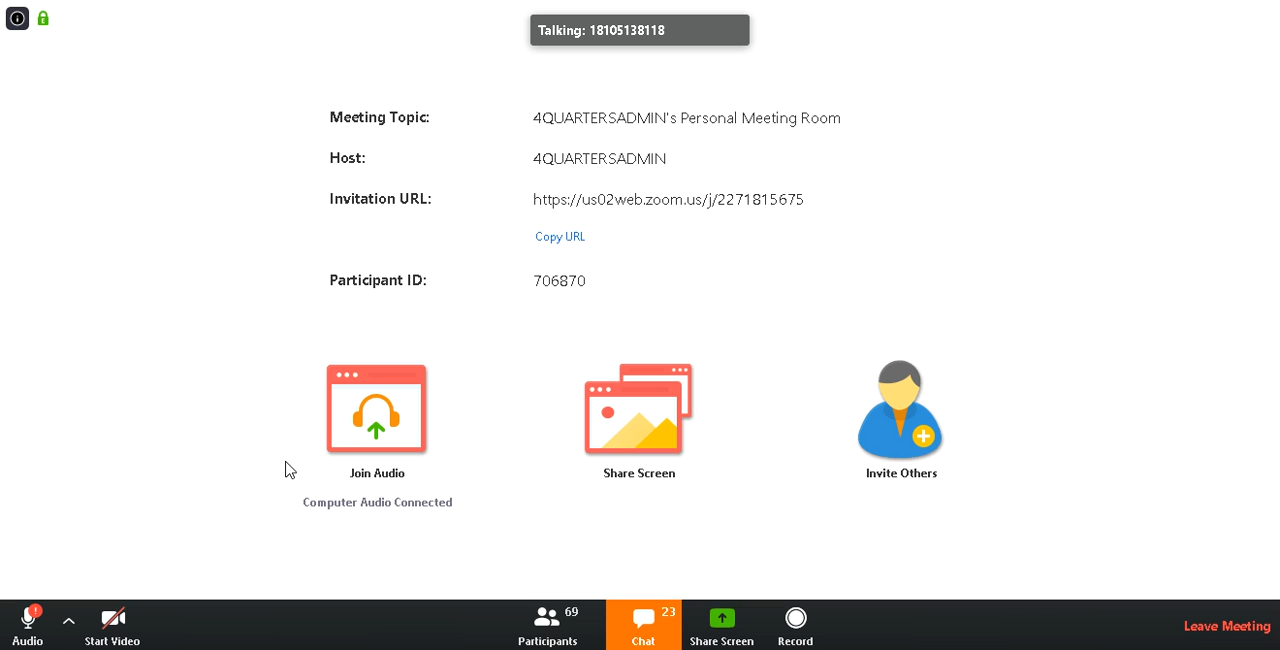 Talking: 18105138118
Meeting Topic: 4QUARTERSADMIN's Personal Meeting Room
Host: 4QUARTERSADMIN
Invitation URL: https://us02web.zoom.us/j/2271815675
Copy URL
Participant ID: 706870
Join Audio Share Screen Invite Others
Computer Audio Connected
69 23
Audio Start Video Participants Chat Share Screen Record Leave Meeting